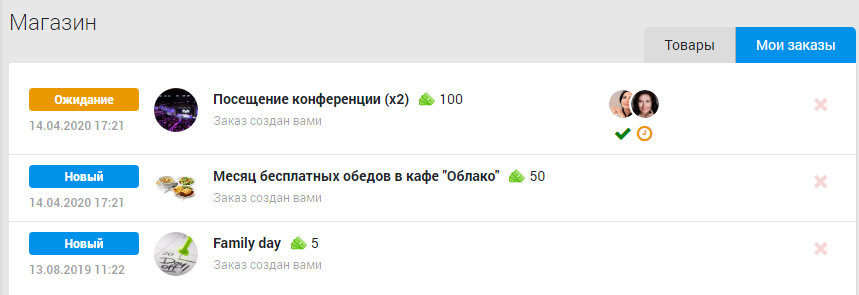 Магазин
Товары
Мои заказы
Ожидание
14.04.2020 17:21
Посещение конференции (x2) 100
Заказ создан вами
Новый
14.04.2020 17:21
Месяц бесплатных обедов в кафе "Облако" 50
Заказ создан вами
Новый
13.08.2019 11:22
Family day 5
Заказ создан вами